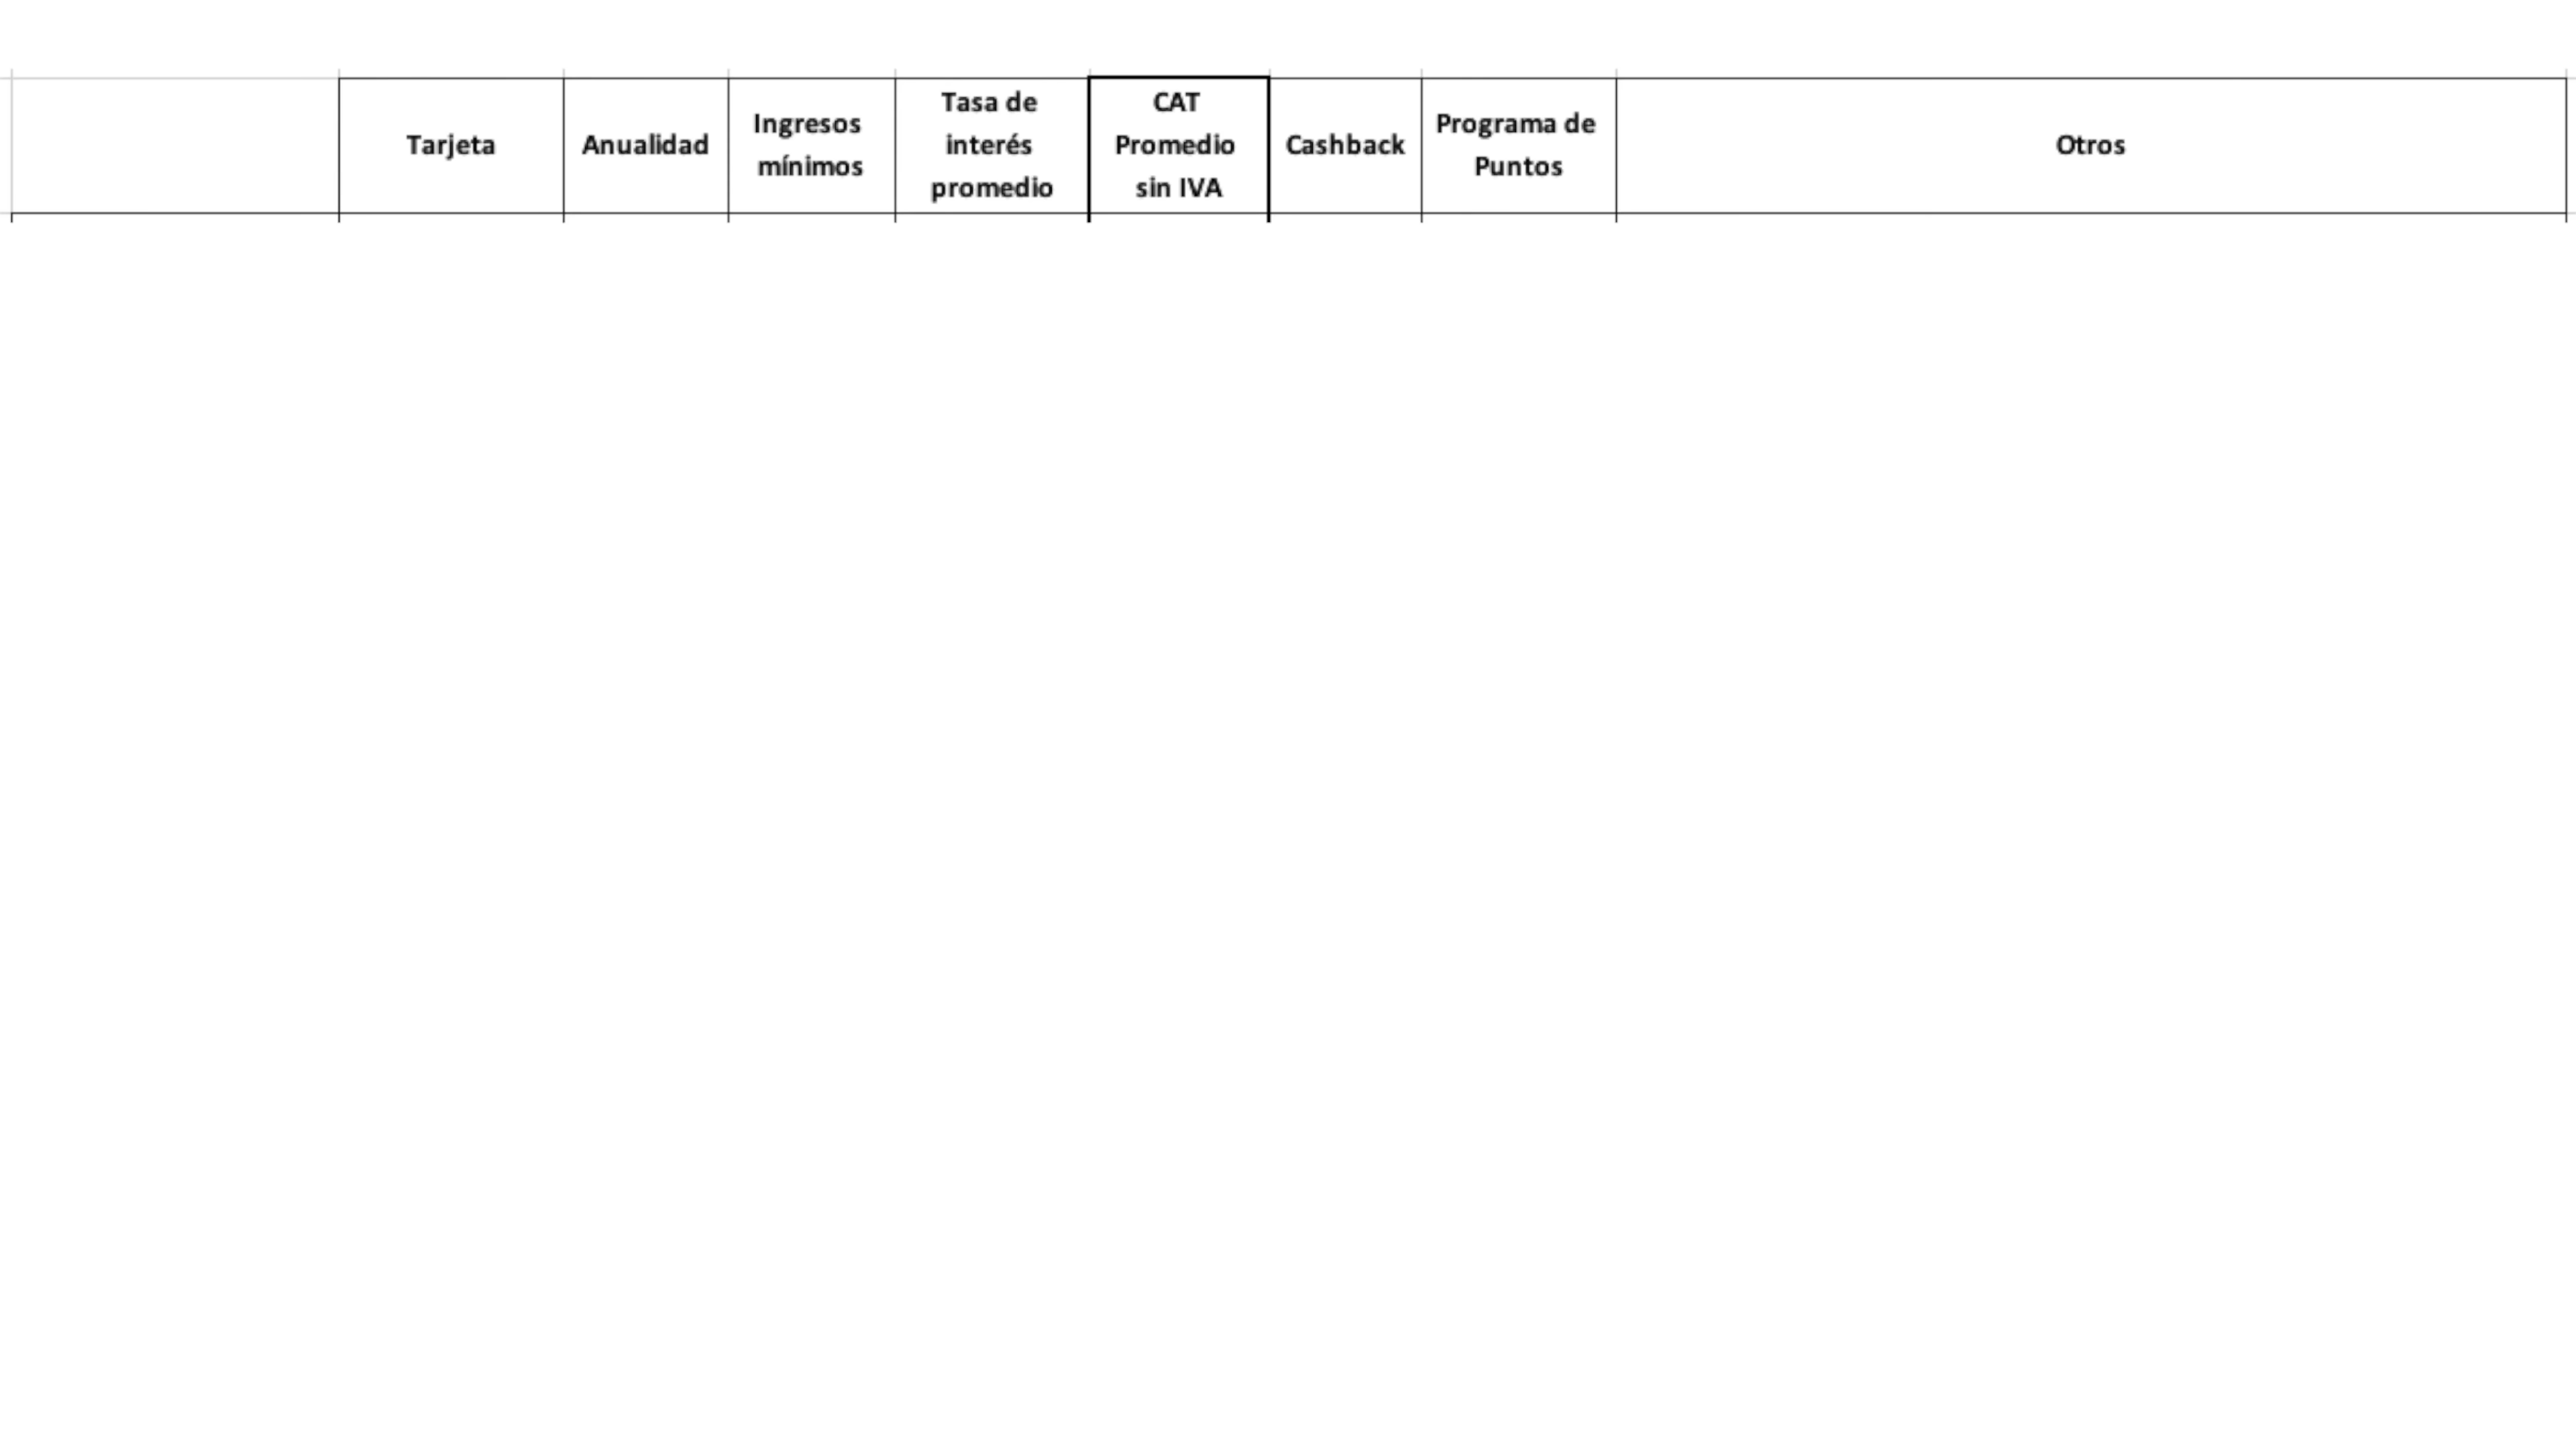 Tarjeta
Anualidad
Ingresos
mínimos
Tasa de
interés
promedio
CAT
Promedio
sin IVA
Cashback
Programa de
Puntos
Otros